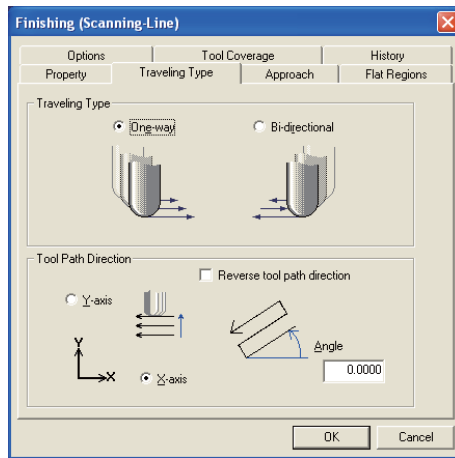 Finishing (Scanning-Line)
Options Tool Coverage History
Property Traveling Type Approach Flat Regions
Traveling Type
One-way Bi-directional
Tool Path Direction
Reverse tool path direction
Y-axis
Angle
Y
X
X-axis
0.0000
OK Cancel